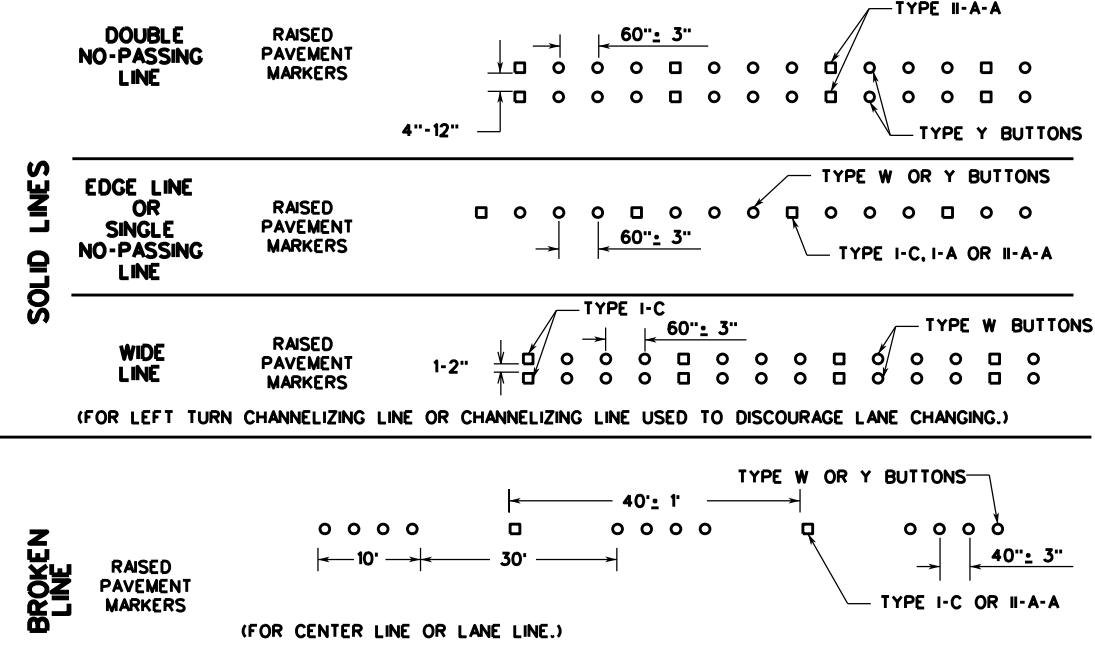 SOLID LINES
DOUBLE
NO-PASSING
LINE
RAISED
PAVEMENT
MARKERS
60"± 3"
TYPE II-A-A
4"-12"
TYPE Y BUTTONS
EDGE LINE
OR
SINGLE
NO-PASSING
LINE
RAISED
PAVEMENT
MARKERS
TYPE W OR Y BUTTONS
60"± 3"
TYPE I-C, I-A OR II-A-A
WIDE
LINE
RAISED
PAVEMENT
MARKERS
TYPE I-C
60"± 3"
TYPE W BUTTONS
1-2"
(FOR LEFT TURN CHANNELIZING LINE OR CHANNELIZING LINE USED TO DISCOURAGE LANE CHANGING.)
BROKEN
LINE
RAISED
PAVEMENT
MARKERS
TYPE W OR Y BUTTONS
40'± 1'
10'
30'
40"± 3"
TYPE I-C OR II-A-A
(FOR CENTER LINE OR LANE LINE.)